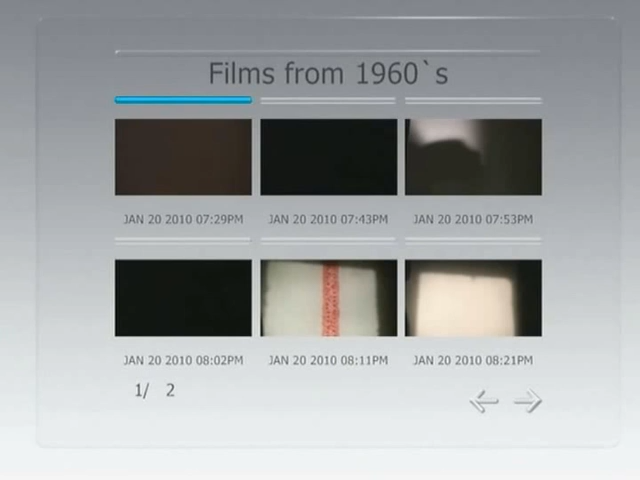 Films from 1960`s
JAN 20 2010 07:29PM JAN 20 2010 07:43PM JAN 20 2010 07:53PM
JAN 20 2010 08:02PM JAN 20 2010 08:11PM JAN 20 2010 08:21PM
1/ 2